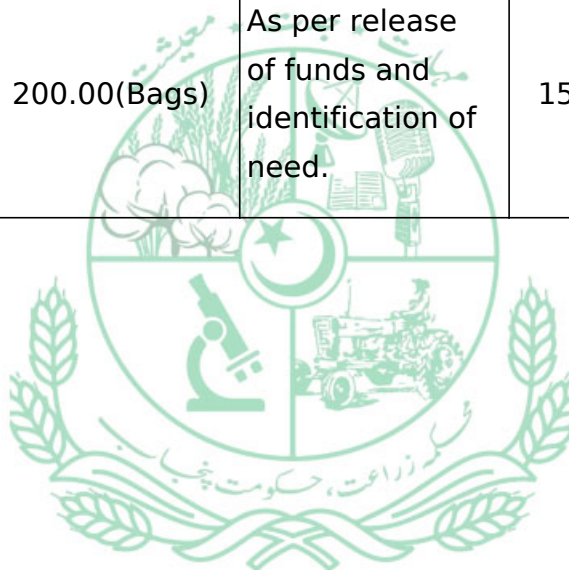 200.00(Bags)
As per release
of funds and
identification of
need.
15
محکمہ زراعت، حکومت پنجاب